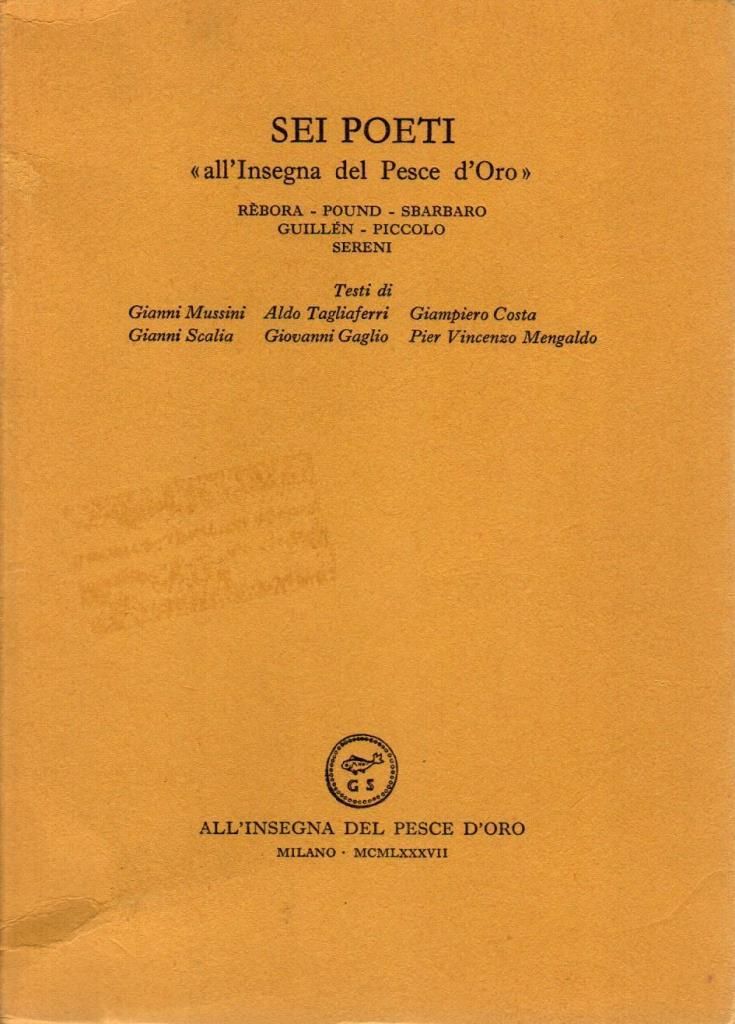 SEI POETI
«all'Insegna del Pesce d'Oro»
RÈBORA - POUND - SBARBARO
GUILLÉN - PICCOLO
SERENI
Testi di
Gianni Mussini Aldo Tagliaferri Giampiero Costa
Gianni Scalia Giovanni Gaglio Pier Vincenzo Mengaldo
G S
ALL'INSEGNA DEL PESCE D'ORO
MILANO · MCMLXXXVII